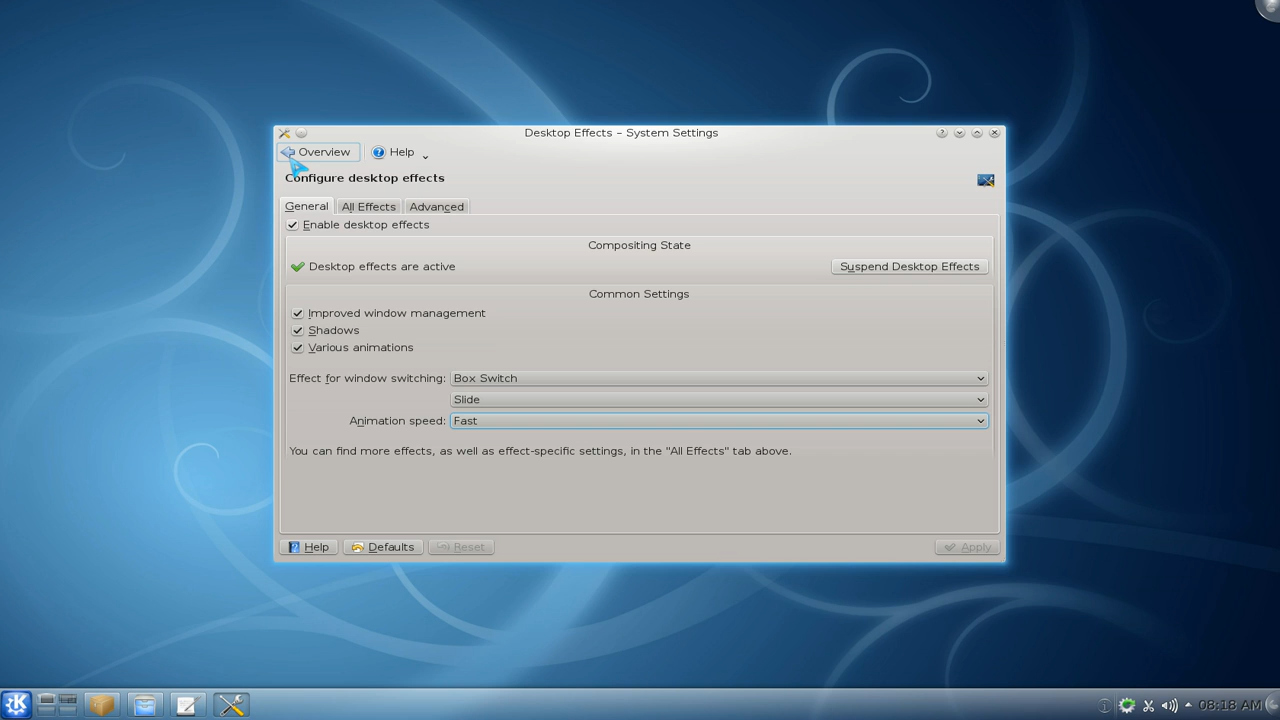 Desktop Effects – System Settings
Overview Help
Configure desktop effects
General All Effects Advanced
Enable desktop effects
Compositing State
Desktop effects are active Suspend Desktop Effects
Common Settings
Improved window management
Shadows
Various animations
Effect for window switching: Box Switch
Slide
Animation speed: Fast
You can find more effects, as well as effect-specific settings, in the "All Effects" tab above.
Help Defaults Reset Apply
08:18 AM